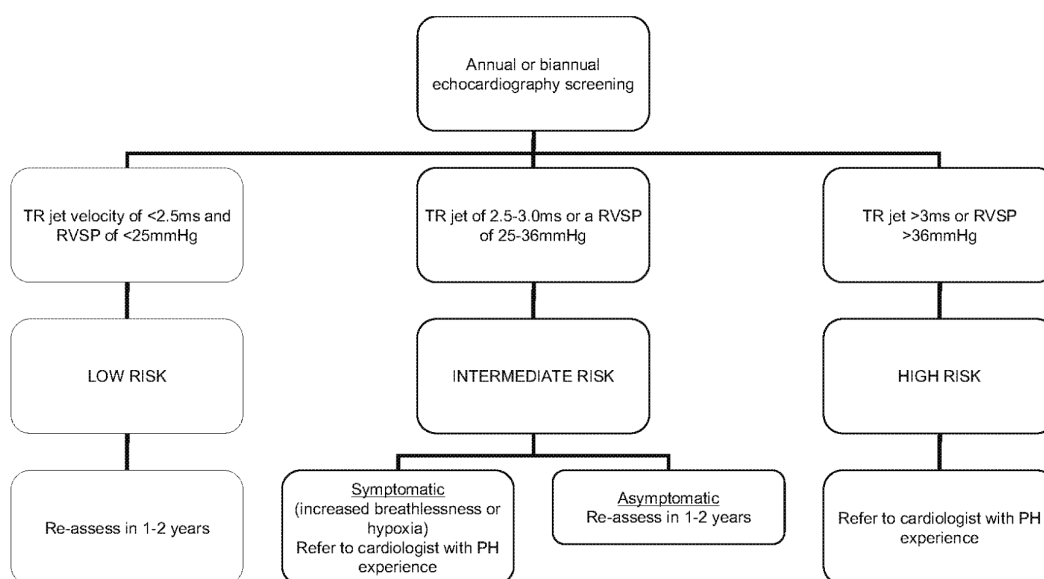 Annual or biannual
echocardiography screening
TR jet velocity of <2.5ms and
RVSP of <25mmHg
TR jet of 2.5-3.0ms or a RVSP
of 25-36mmHg
TR jet >3ms or RVSP
>36mmHg
LOW RISK
INTERMEDIATE RISK
HIGH RISK
Re-assess in 1-2 years
Symptomatic
(increased breathlessness or
hypoxia)
Refer to cardiologist with PH
experience
Asymptomatic
Re-assess in 1-2 years
Refer to cardiologist with PH
experience